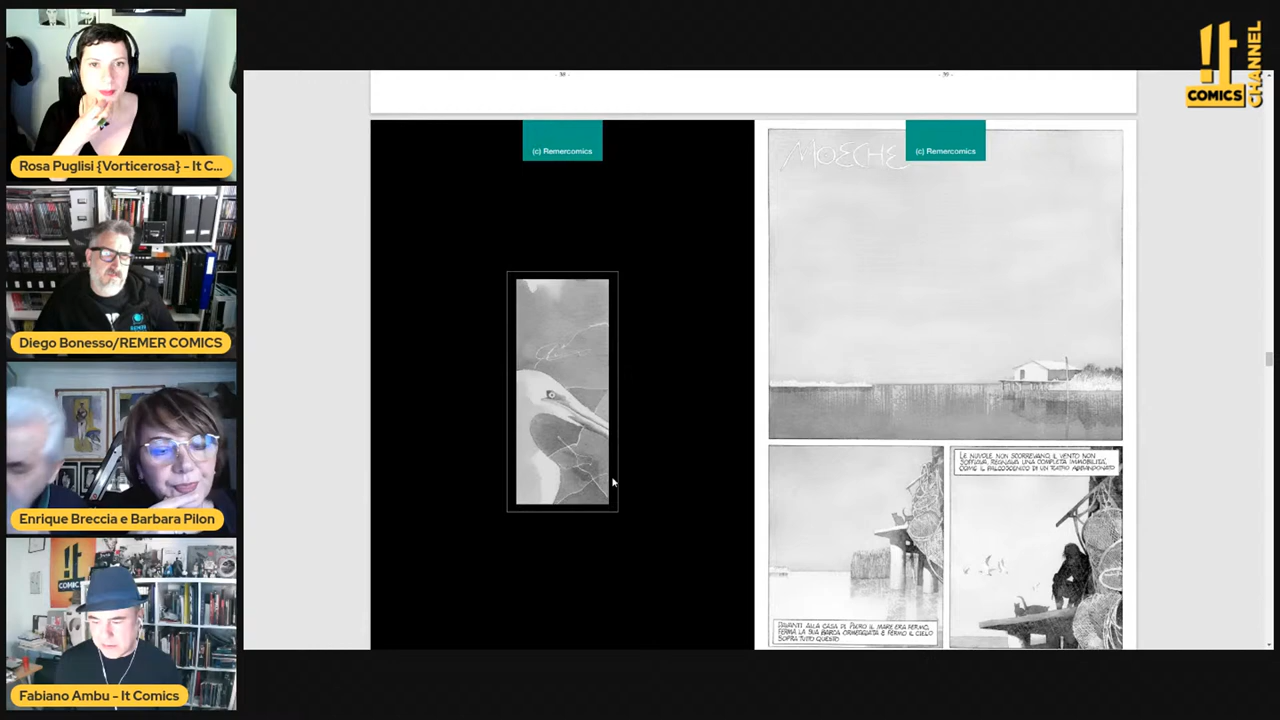 Rosa Puglisi {Vorticerosa} - It C...
Diego Bonesso/REMER COMICS
Enrique Breccia e Barbara Pilon
Fabiano Ambu - It Comics
- 38 -
- 39 -
(c) Remercomics
(c) Remercomics
MOECHE
LE NUVOLE NON SCORREVANO, IL VENTO NON
SOFFIAVA, REGNAVA UNA COMPLETA IMMOBILITÀ,
COME IL PALCOSCENICO DI UN TEATRO ABBANDONATO
DAVANTI ALLA CASA DI PIERO IL MARE ERA FERMO,
FERMA LA SUA BARCA ORMEGGIATA E FERMO IL CIELO
SOPRA TUTTO QUESTO
!t
COMICS
CHANNEL
COMICS